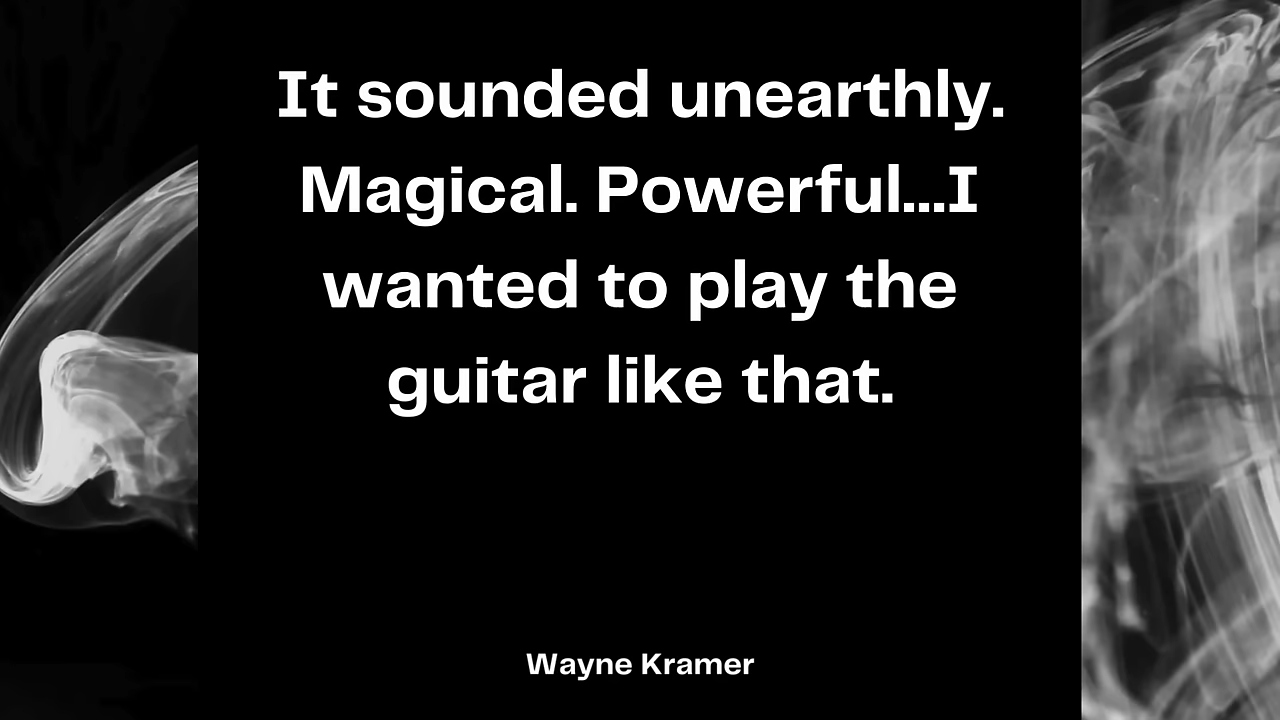 It sounded unearthly.
Magical. Powerful...I
wanted to play the
guitar like that.
Wayne Kramer